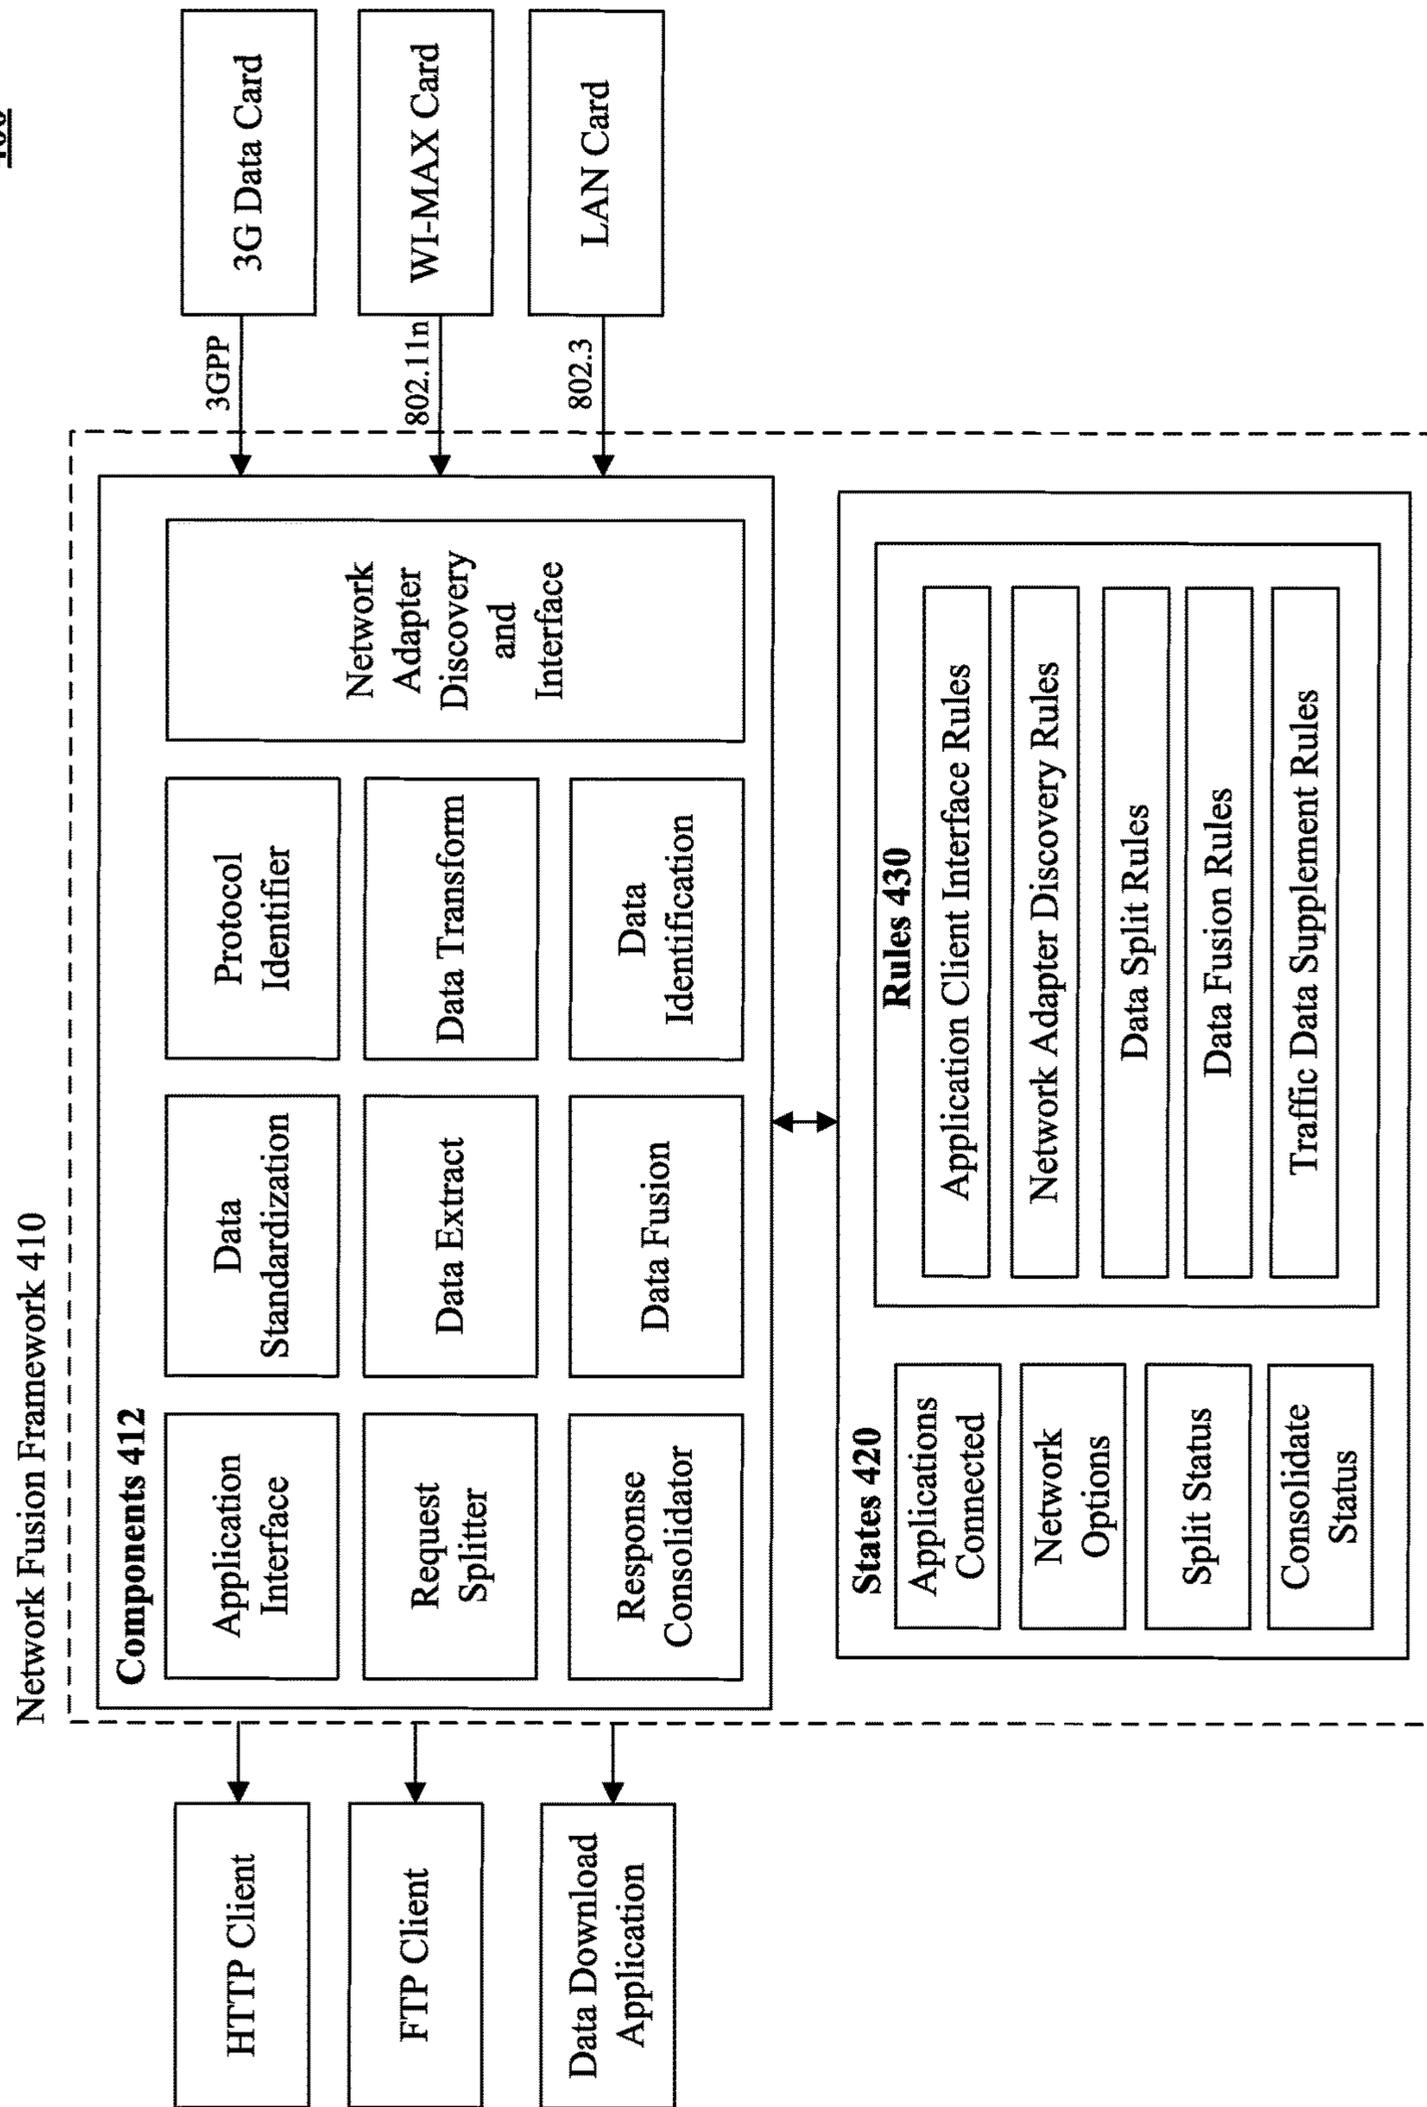 Network Fusion Framework 410
HTTP Client
FTP Client
Data Download
Application
Components 412
Application
Interface
Data
Standardization
Protocol
Identifier
Request
Splitter
Data Extract
Data Transform
Response
Consolidator
Data Fusion
Data
Identification
Network
Adapter
Discovery
and
Interface
3GPP
802.11n
802.3
3G Data Card
WI-MAX Card
LAN Card
States 420
Applications
Connected
Network
Options
Split Status
Consolidate
Status
Rules 430
Application Client Interface Rules
Network Adapter Discovery Rules
Data Split Rules
Data Fusion Rules
Traffic Data Supplement Rules